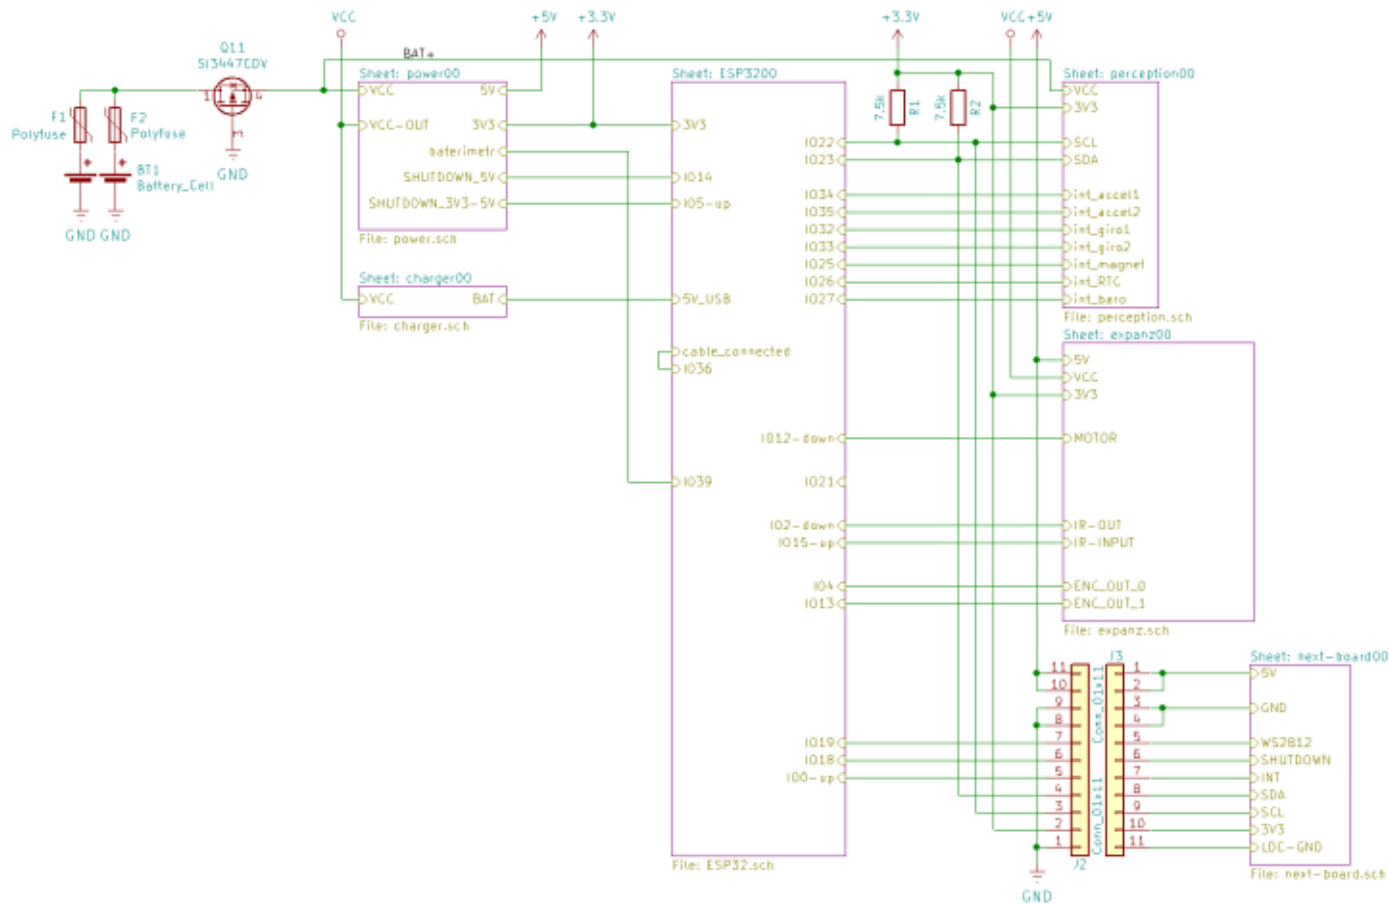 VCC
+5V
+3.3V
+3.3V
VCC
+5V
BAT+
Q11
Si3447CDV
1
4
3
GND
F1
Polyfuse
F2
Polyfuse
BT1
Battery_Cell
GND
GND
Sheet: power00
VCC
VCC-OUT
5V
3V3
baterimetr
SHUTDOWN_5V
SHUTDOWN_3V3-5V
File: power.sch
Sheet: charger00
VCC
BAT
File: charger.sch
Sheet: ESP3200
3V3
IO14
IO5-up
5V_USB
cable_connected
IO36
IO39
IO22
IO23
IO34
IO35
IO32
IO33
IO25
IO26
IO27
IO12-down
IO21
IO2-down
IO15-up
IO4
IO13
IO19
IO18
IO0-up
File: ESP32.sch
7.5k
R1
7.5k
R2
Sheet: perception00
VCC
3V3
SCL
SDA
int_accel1
int_accel2
int_giro1
int_giro2
int_magnet
int_RTC
int_baro
File: perception.sch
Sheet: expanz00
5V
VCC
3V3
MOTOR
IR-OUT
IR-INPUT
ENC_OUT_0
ENC_OUT_1
File: expanz.sch
11
10
9
8
7
6
5
4
3
2
1
Conn_01x11
J2
GND
J3
Conn_01x11
1
2
3
4
5
6
7
8
9
10
11
Sheet: next-board00
5V
GND
WS2812
SHUTDOWN
INT
SDA
SCL
3V3
LDC-GND
File: next-board.sch